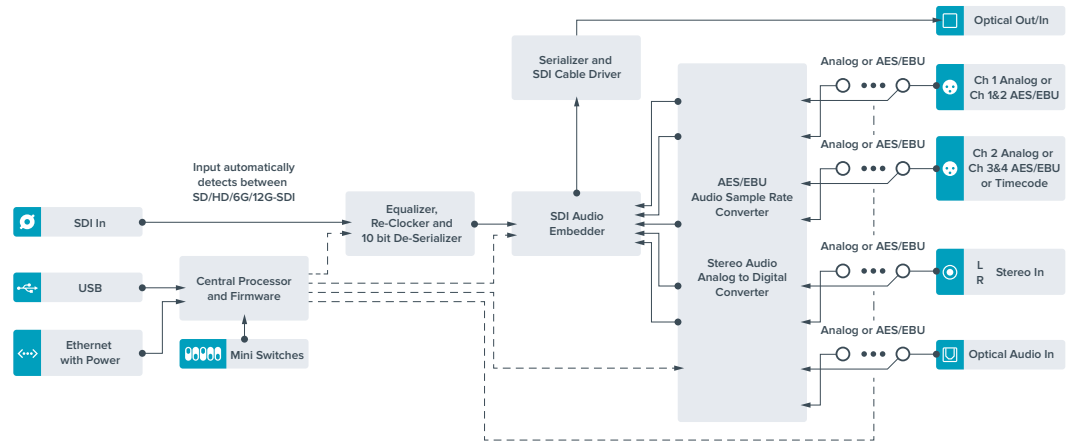 Optical Out/In
Serializer and
SDI Cable Driver
Analog or AES/EBU
Ch 1 Analog or
Ch 1&2 AES/EBU
Analog or AES/EBU
Ch 2 Analog or
Ch 3&4 AES/EBU
or Timecode
Input automatically
detects between
SD/HD/6G/12G-SDI
AES/EBU
Audio Sample Rate
Converter
SDI In
Equalizer,
Re-Clocker and
10 bit De-Serializer
SDI Audio
Embedder
Stereo Audio
Analog to Digital
Converter
Analog or AES/EBU
L
R
Stereo In
USB
Central Processor
and Firmware
Ethernet
with Power
Mini Switches
Analog or AES/EBU
Optical Audio In